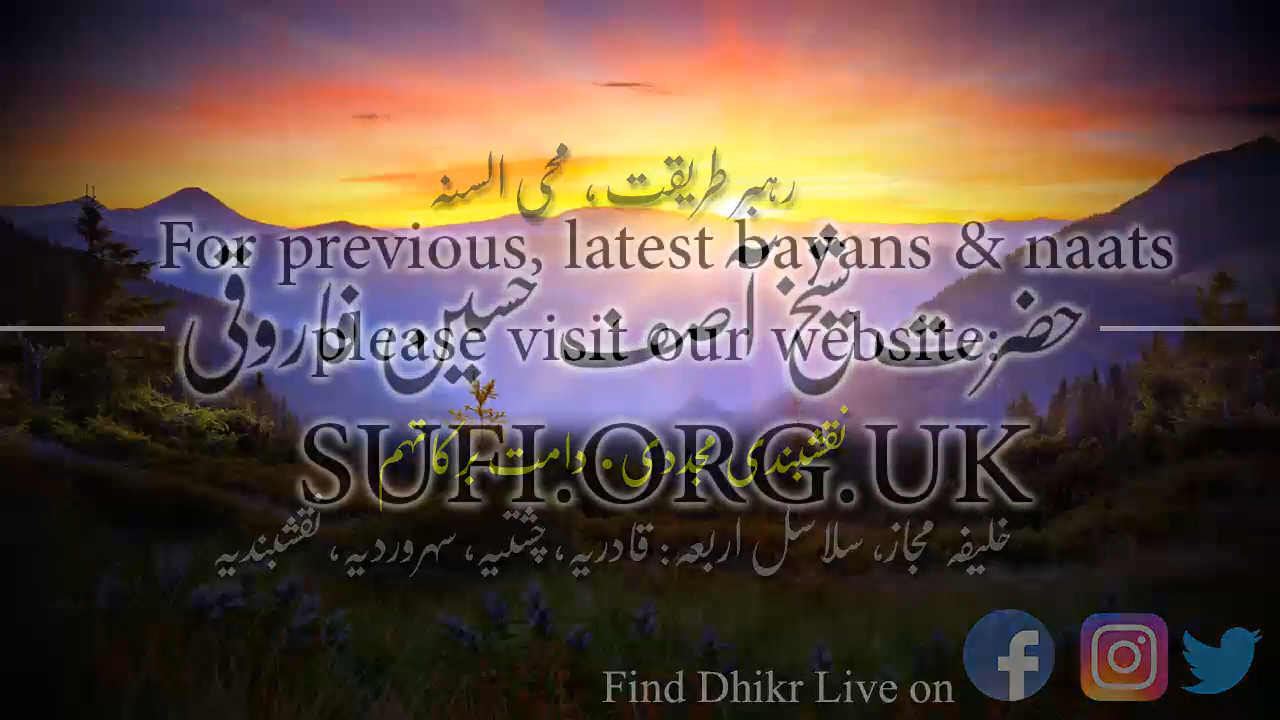 رہبر طریقت، محی السنہ
For previous, latest bayans & naats
حضرت شیخ آصف حسین فاروقی
please visit our website:
SUFI.ORG.UK
نقشبندی مجددی · دامت برکاتہم
خلیفہ مجاز، سلاسل اربعہ: قادریہ، چشتیہ، سہروردیہ، نقشبندیہ
Find Dhikr Live on